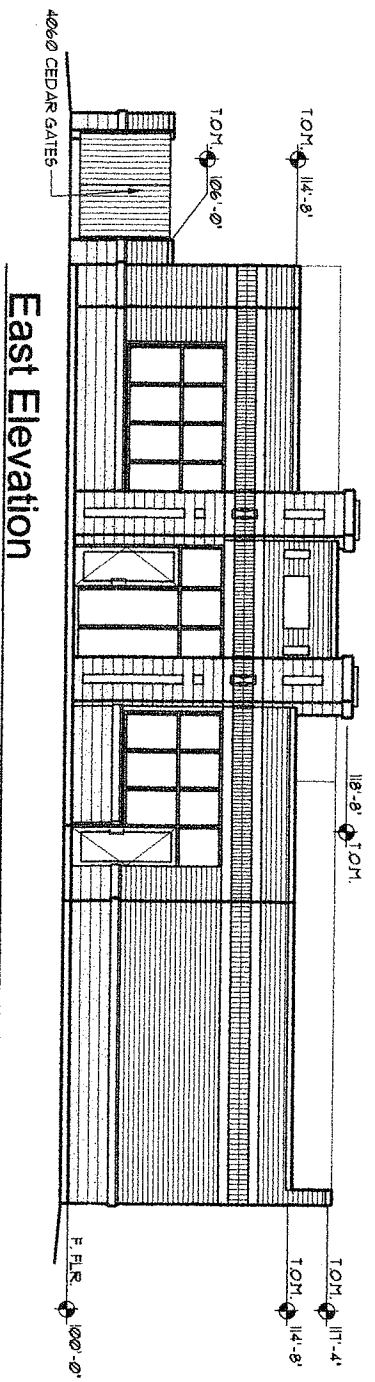 4060 CEDAR GATES
T.O.M.
106'-0"
T.O.M.
114'-8"
118'-8"
T.O.M.
T.O.M.
117'-4"
T.O.M.
114'-8"
F. FLR.
100'-0"
East Elevation